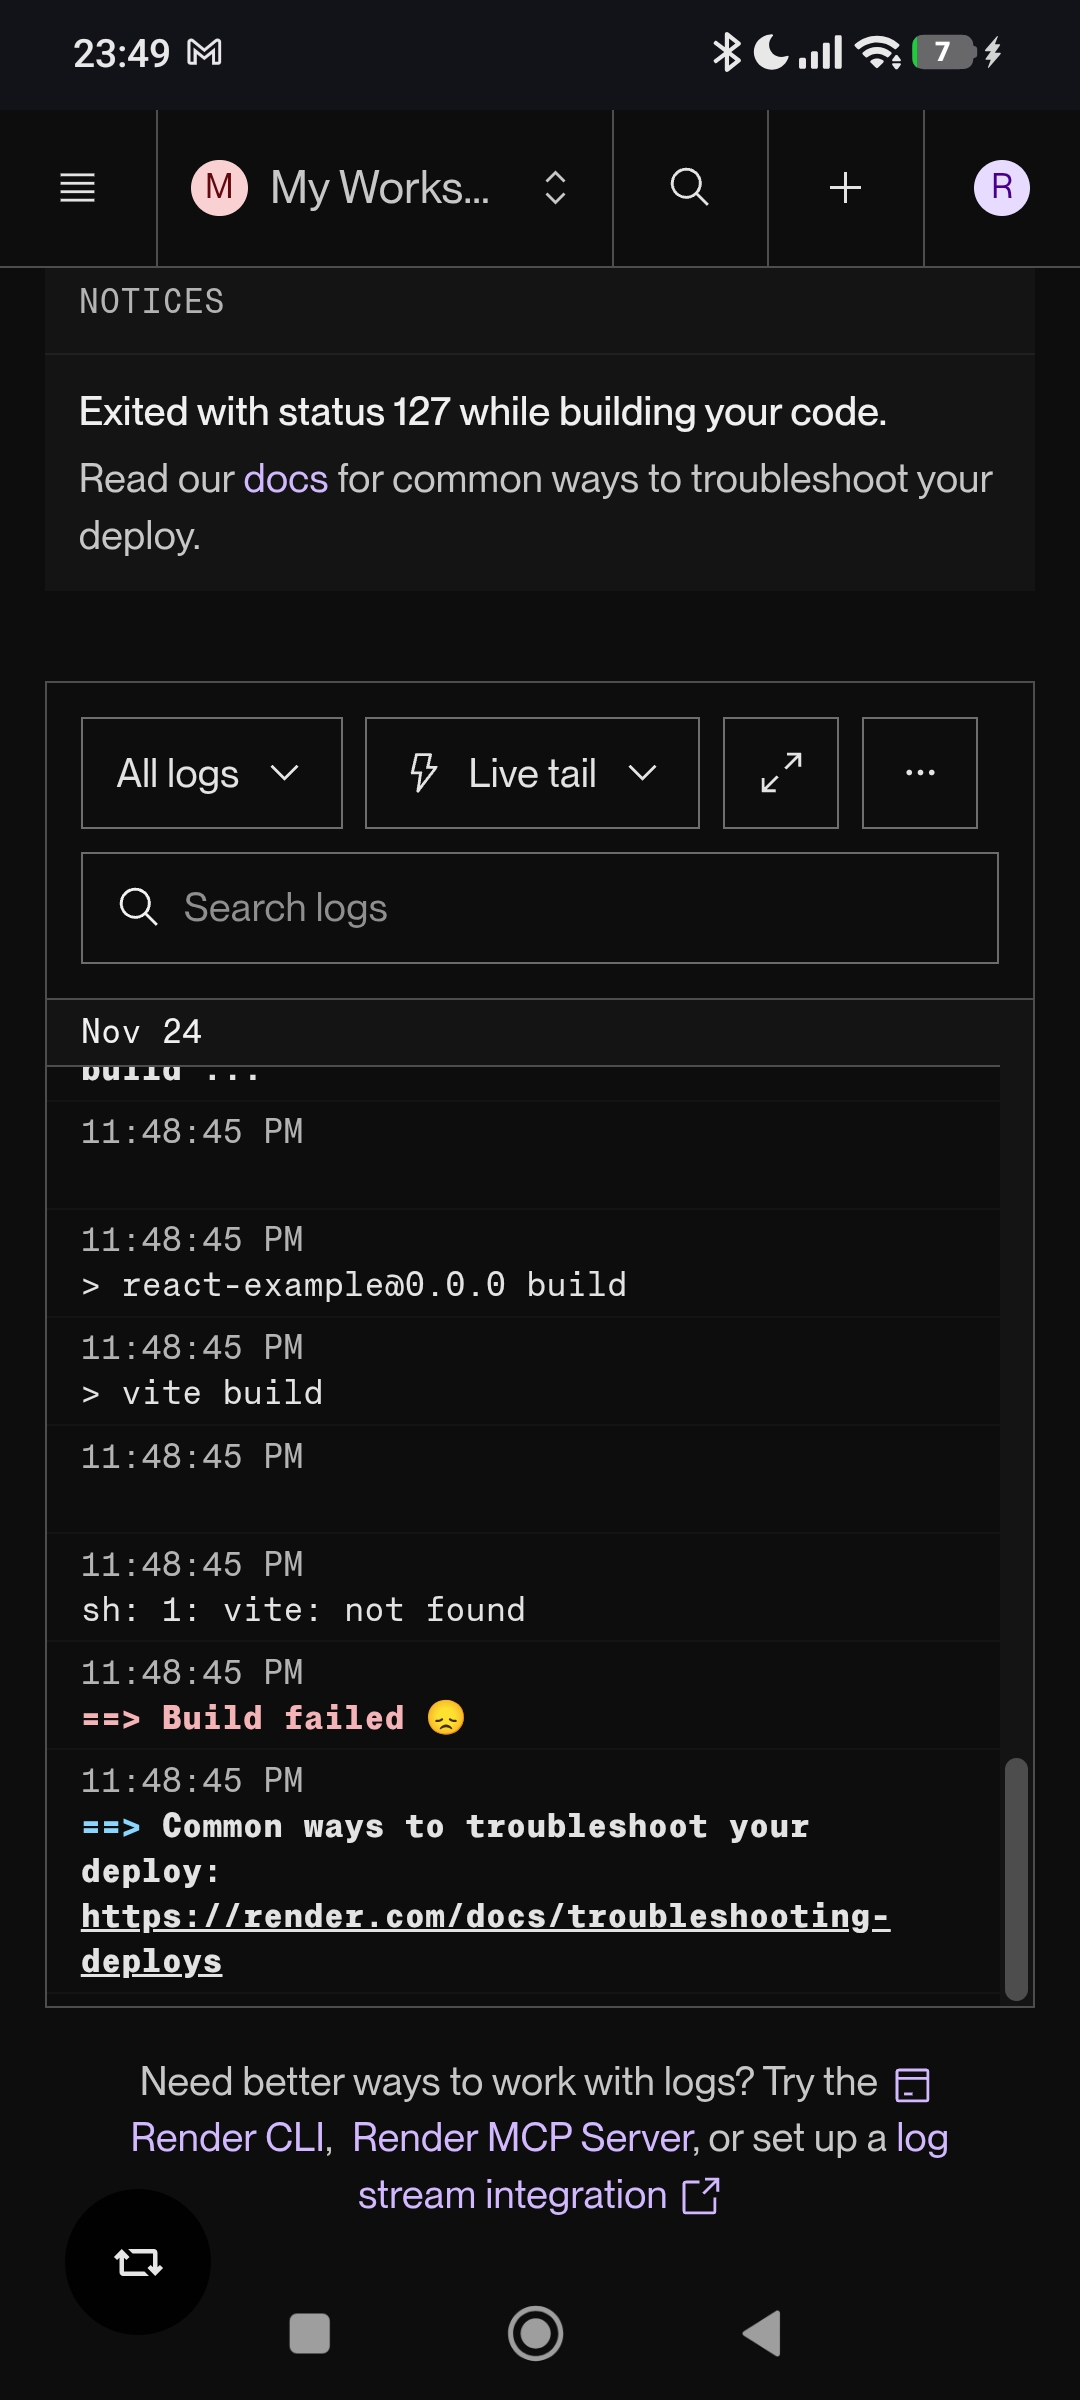 23:49
7
M My Works... R
NOTICES
Exited with status 127 while building your code.
Read our docs for common ways to troubleshoot your
deploy.
All logs
Live tail
...
Search logs
Nov 24
build ...
11:48:45 PM
11:48:45 PM
> react-example@0.0.0 build
11:48:45 PM
> vite build
11:48:45 PM
11:48:45 PM
sh: 1: vite: not found
11:48:45 PM
==> Build failed 😞
11:48:45 PM
==> Common ways to troubleshoot your
deploy:
https://render.com/docs/troubleshooting-
deploys
Need better ways to work with logs? Try the
Render CLI, Render MCP Server, or set up a log
stream integration